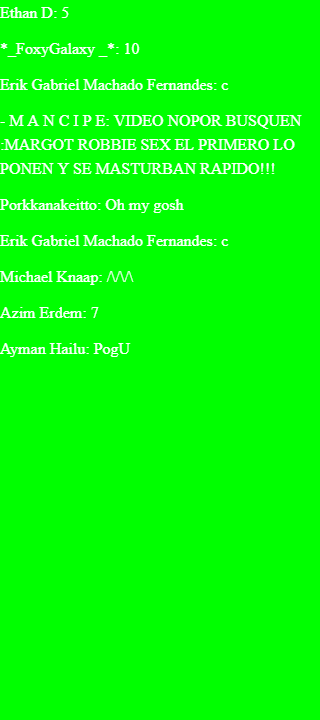 Ethan D: 5
*_FoxyGalaxy _*: 10
Erik Gabriel Machado Fernandes: c
- M A N C I P E: VIDEO NOPOR BUSQUEN
:MARGOT ROBBIE SEX EL PRIMERO LO
PONEN Y SE MASTURBAN RAPIDO!!!
Porkkanakeitto: Oh my gosh
Erik Gabriel Machado Fernandes: c
Michael Knaap: /\/\/\
Azim Erdem: 7
Ayman Hailu: PogU